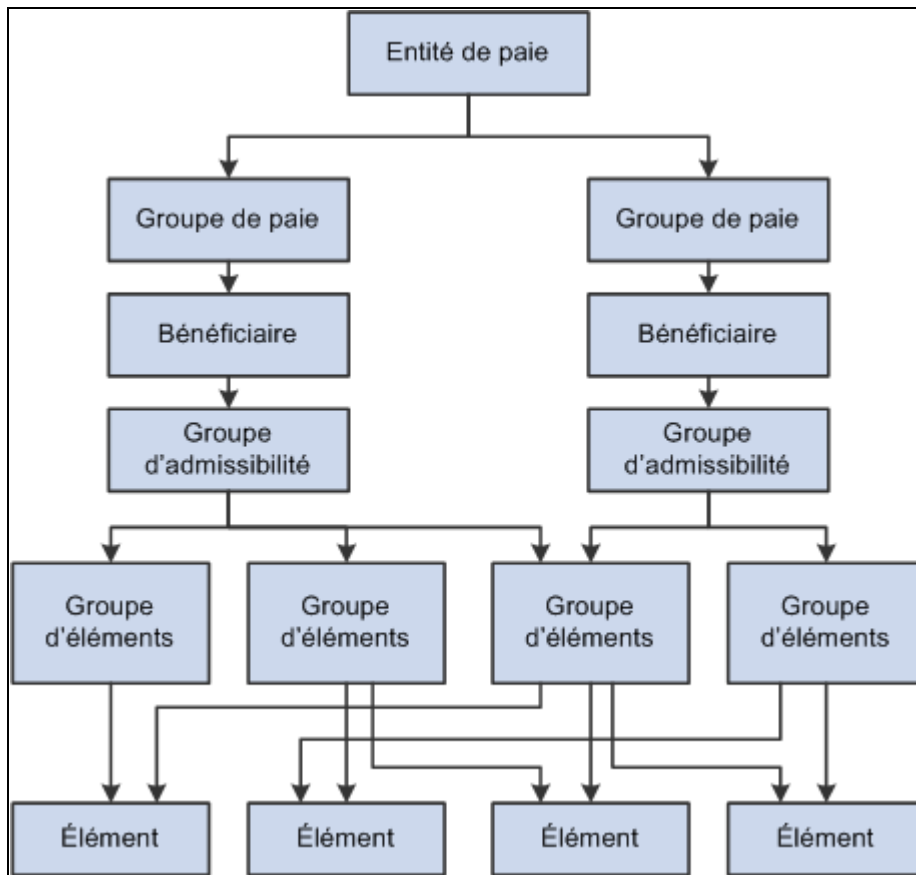 Entité de paie
Groupe de paie
Groupe de paie
Bénéficiaire
Bénéficiaire
Groupe
d'admissibilité
Groupe
d'admissibilité
Groupe
d'éléments
Groupe
d'éléments
Groupe
d'éléments
Groupe
d'éléments
Élément
Élément
Élément
Élément